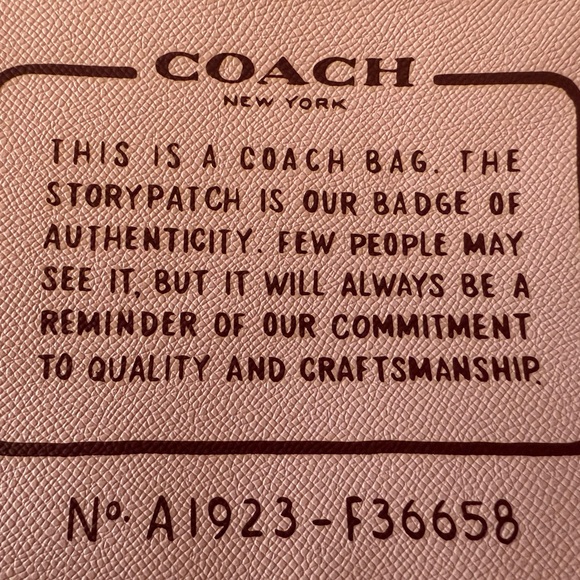 COACH
NEW YORK
THIS IS A COACH BAG. THE
STORYPATCH IS OUR BADGE OF
AUTHENTICITY. FEW PEOPLE MAY
SEE IT, BUT IT WILL ALWAYS BE A
REMINDER OF OUR COMMITMENT
TO QUALITY AND CRAFTSMANSHIP.
No. A1923-F36658